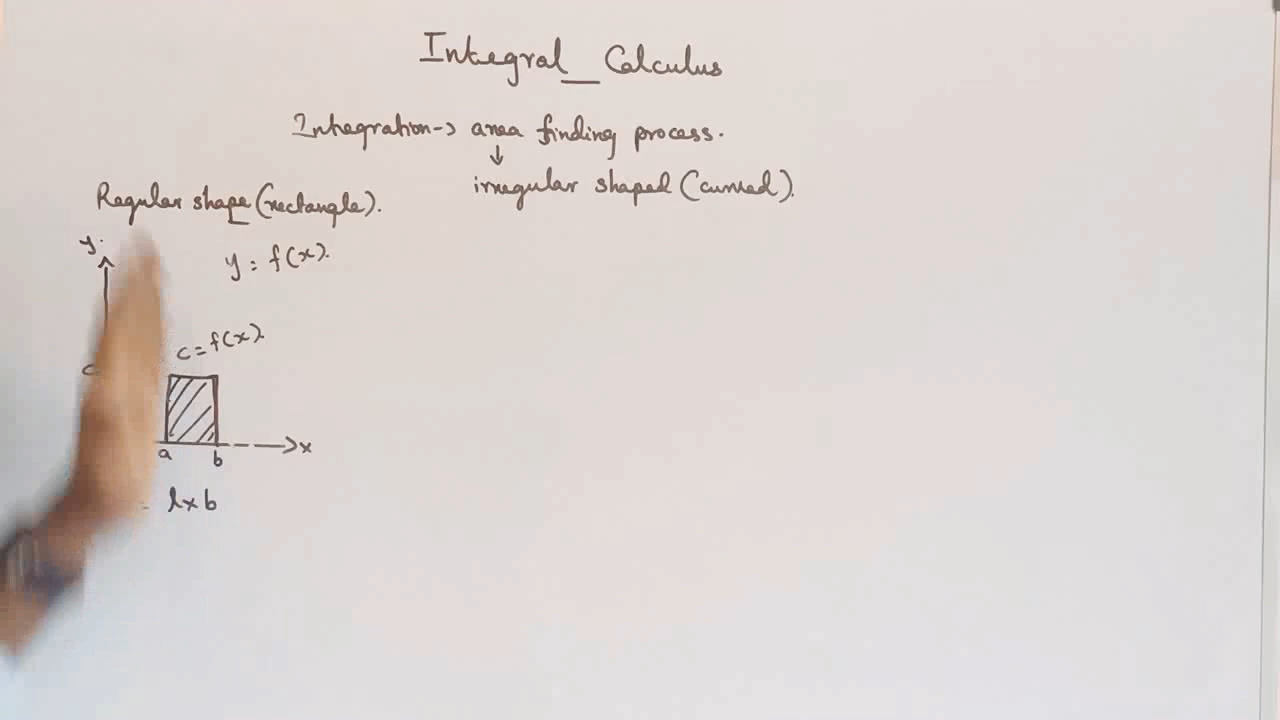 Integral Calculus
Integration-> area finding process.
↓
irregular shaped (curved).
Regular shape (rectangle).
y
y = f(x).
c = f(x).
c
x
a b
= l x b